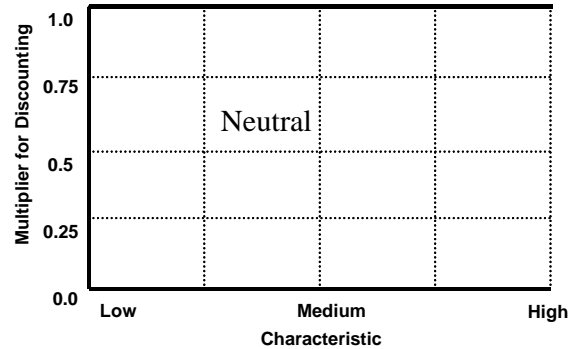 Multiplier for Discounting
1.0
0.75
0.5
0.25
0.0
Neutral
Low Medium High
Characteristic